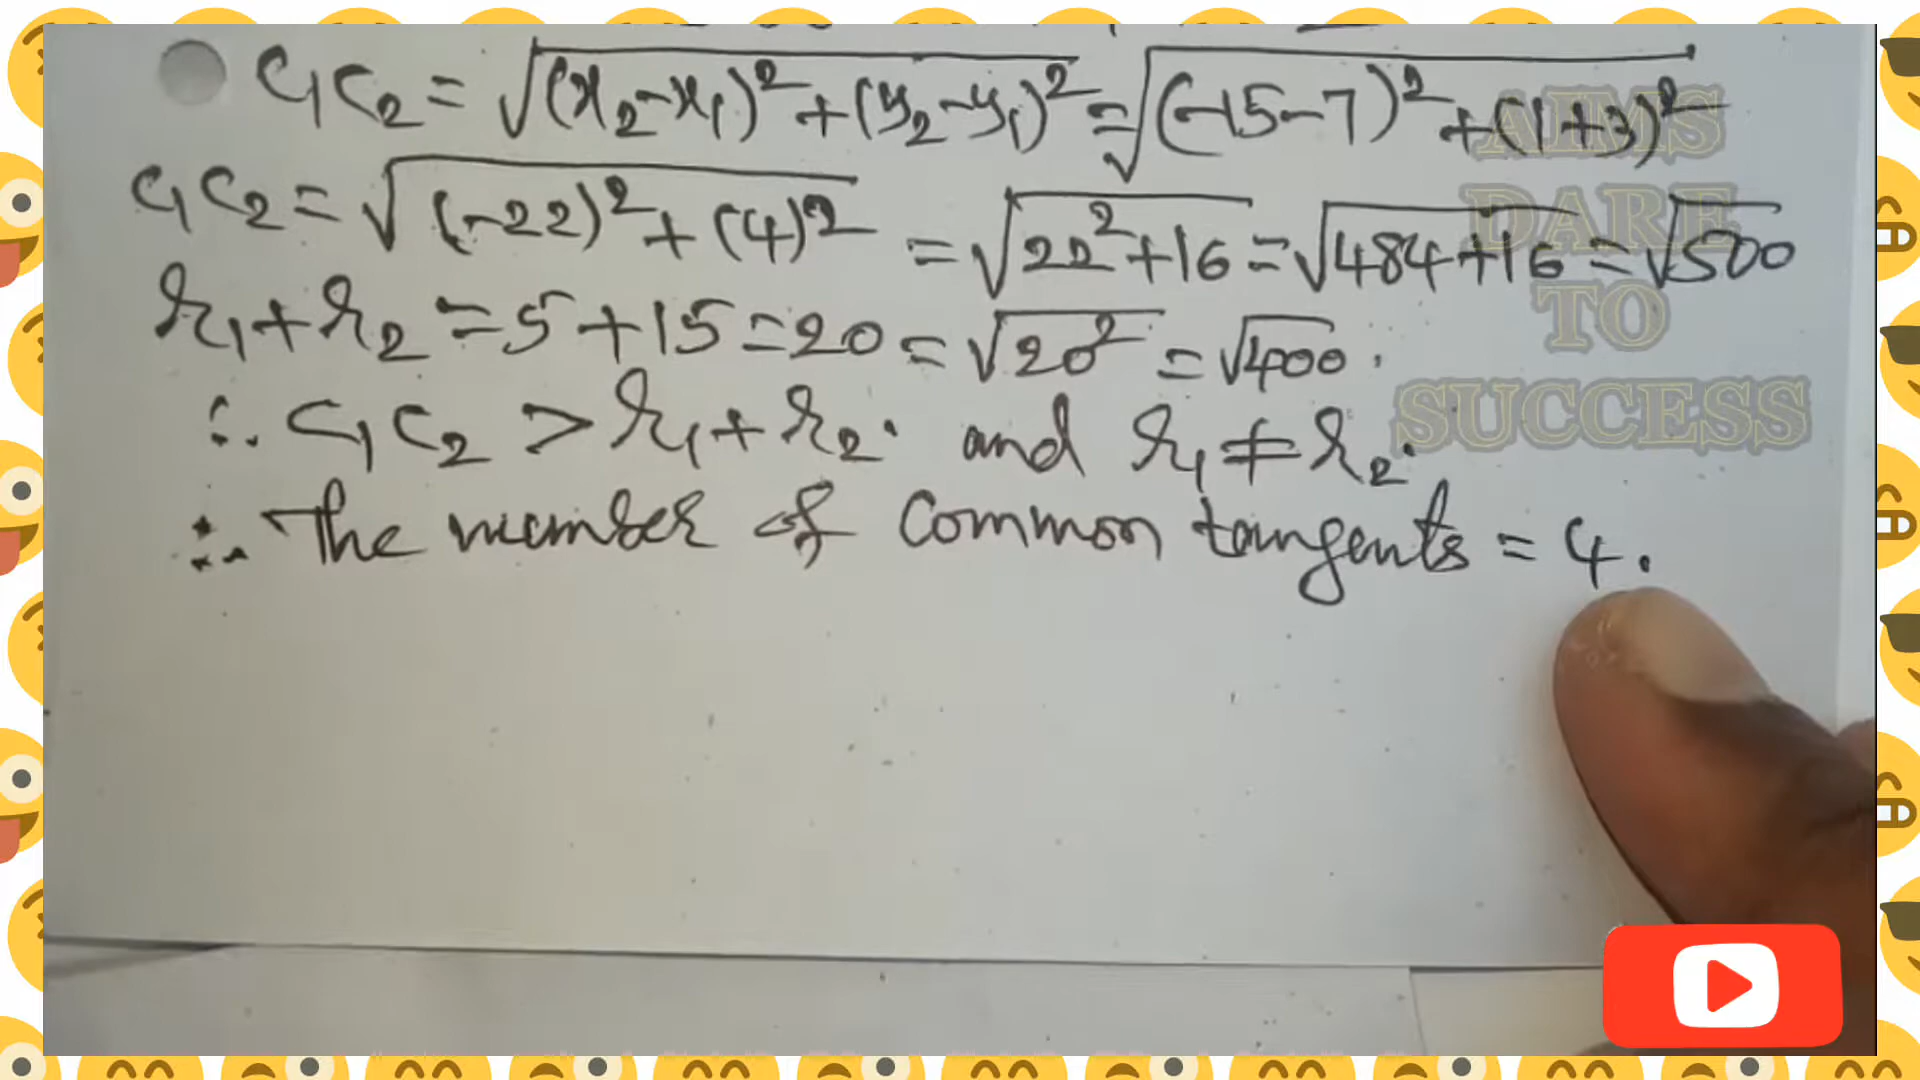 C₁C₂ = √(x₂-x₁)²+(y₂-y₁)² = √(-15-7)²+(1+3)²
C₁C₂ = √(-22)²+(4)² = √22²+16 = √484+16 = √500
r₁+r₂ = 5+15 = 20 = √20² = √400.
∴ C₁C₂ > r₁+r₂. and r₁≠r₂.
∴ The number of Common tangents = 4.
AIMS
DARE
TO
SUCCESS